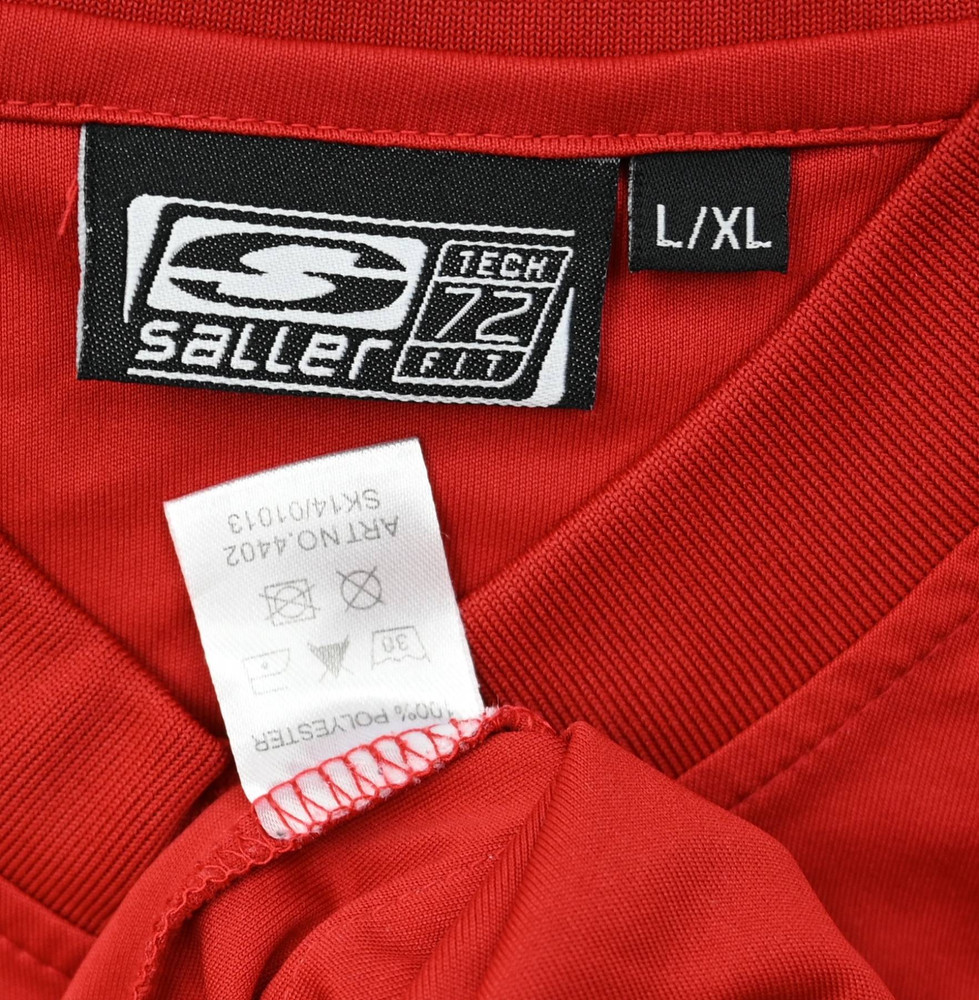 saller
TECH
72
FIT
L/XL
100% POLYESTER
30
ART NO.4402
SK14/01013